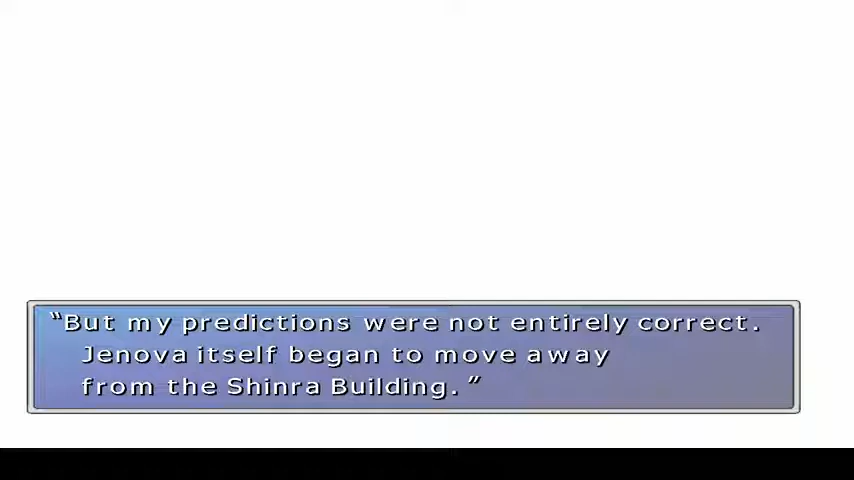 “But my predictions were not entirely correct.
Jenova itself began to move away
from the Shinra Building.”